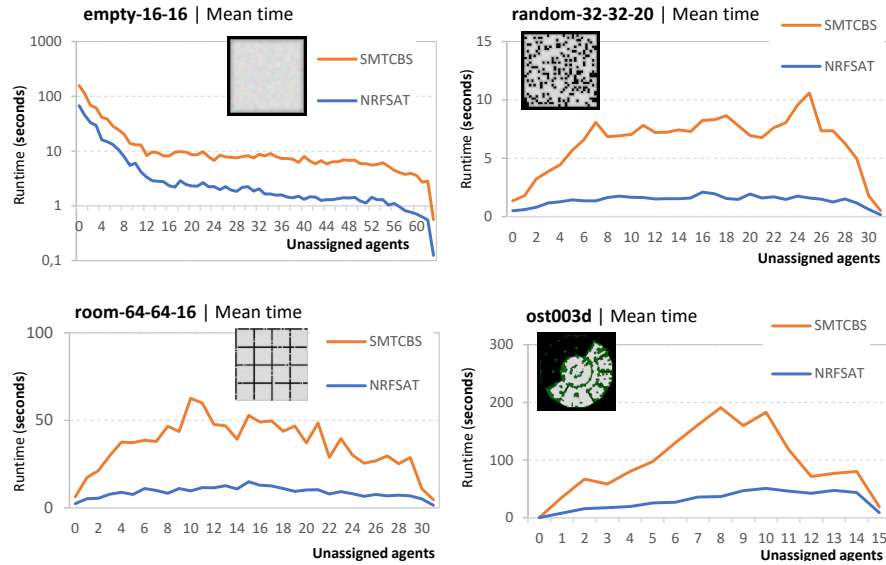 empty-16-16 | Mean time
1000
100
10
1
0,1
Runtime (seconds)
SMTCBS
NRFSAT
0 4 8 12 16 20 24 28 32 36 40 44 48 52 56 60
Unassigned agents
random-32-32-20 | Mean time
15
10
5
0
Runtime (seconds)
SMTCBS
NRFSAT
0 2 4 6 8 10 12 14 16 18 20 22 24 26 28 30
Unassigned agents
room-64-64-16 | Mean time
100
50
0
Runtime (seconds)
SMTCBS
NRFSAT
0 2 4 6 8 10 12 14 16 18 20 22 24 26 28 30
Unassigned agents
ost003d | Mean time
300
200
100
0
Runtime (seconds)
SMTCBS
NRFSAT
0 1 2 3 4 5 6 7 8 9 10 11 12 13 14 15
Unassigned agents